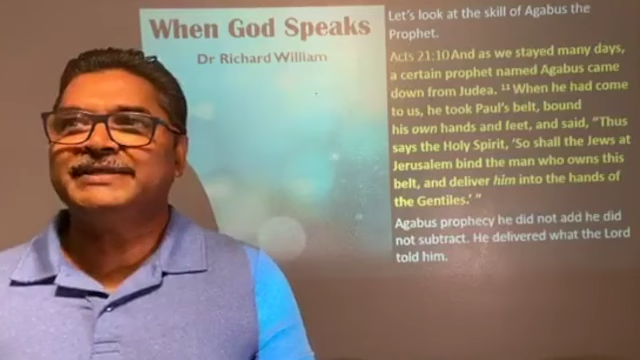 When God Speaks
Dr Richard William
Let's look at the skill of Agabus the
Prophet.
Acts 21:10 And as we stayed many days,
a certain prophet named Agabus came
down from Judea. 11 When he had come
to us, he took Paul's belt, bound
his own hands and feet, and said, “Thus
says the Holy Spirit, ‘So shall the Jews at
Jerusalem bind the man who owns this
belt, and deliver him into the hands of
the Gentiles.’ ”
Agabus prophecy he did not add he did
not subtract. He delivered what the Lord
told him.